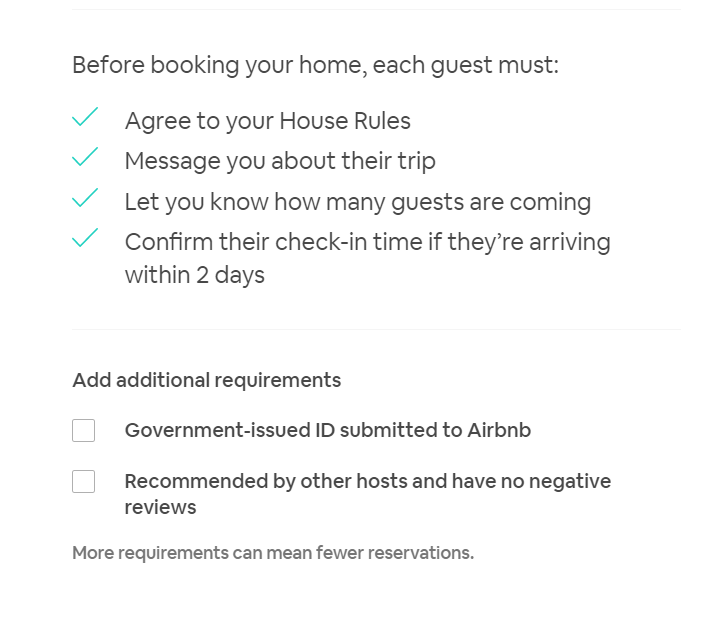 Before booking your home, each guest must:
Agree to your House Rules
Message you about their trip
Let you know how many guests are coming
Confirm their check-in time if they’re arriving
within 2 days
Add additional requirements
Government-issued ID submitted to Airbnb
Recommended by other hosts and have no negative
reviews
More requirements can mean fewer reservations.